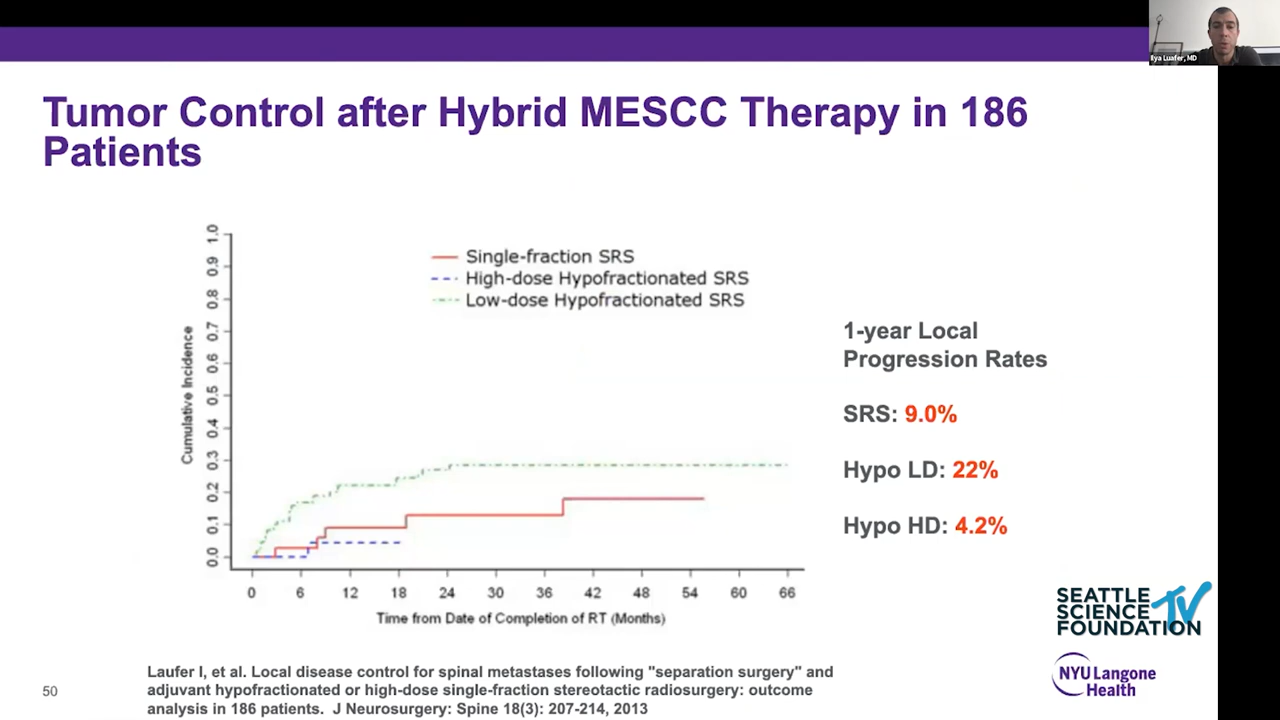 Ilya Luafer, MD
Tumor Control after Hybrid MESCC Therapy in 186
Patients
Single-fraction SRS
High-dose Hypofractionated SRS
Low-dose Hypofractionated SRS
Cumulative Incidence
1.0
0.9
0.8
0.7
0.6
0.5
0.4
0.3
0.2
0.1
0.0
0 6 12 18 24 30 36 42 48 54 60 66
Time from Date of Completion of RT (Months)
1-year Local
Progression Rates
SRS: 9.0%
Hypo LD: 22%
Hypo HD: 4.2%
SEATTLE
SCIENCE
FOUNDATION
TV
NYU Langone
Health
Laufer I, et al. Local disease control for spinal metastases following "separation surgery" and
adjuvant hypofractionated or high-dose single-fraction stereotactic radiosurgery: outcome
analysis in 186 patients. J Neurosurgery: Spine 18(3): 207-214, 2013
50